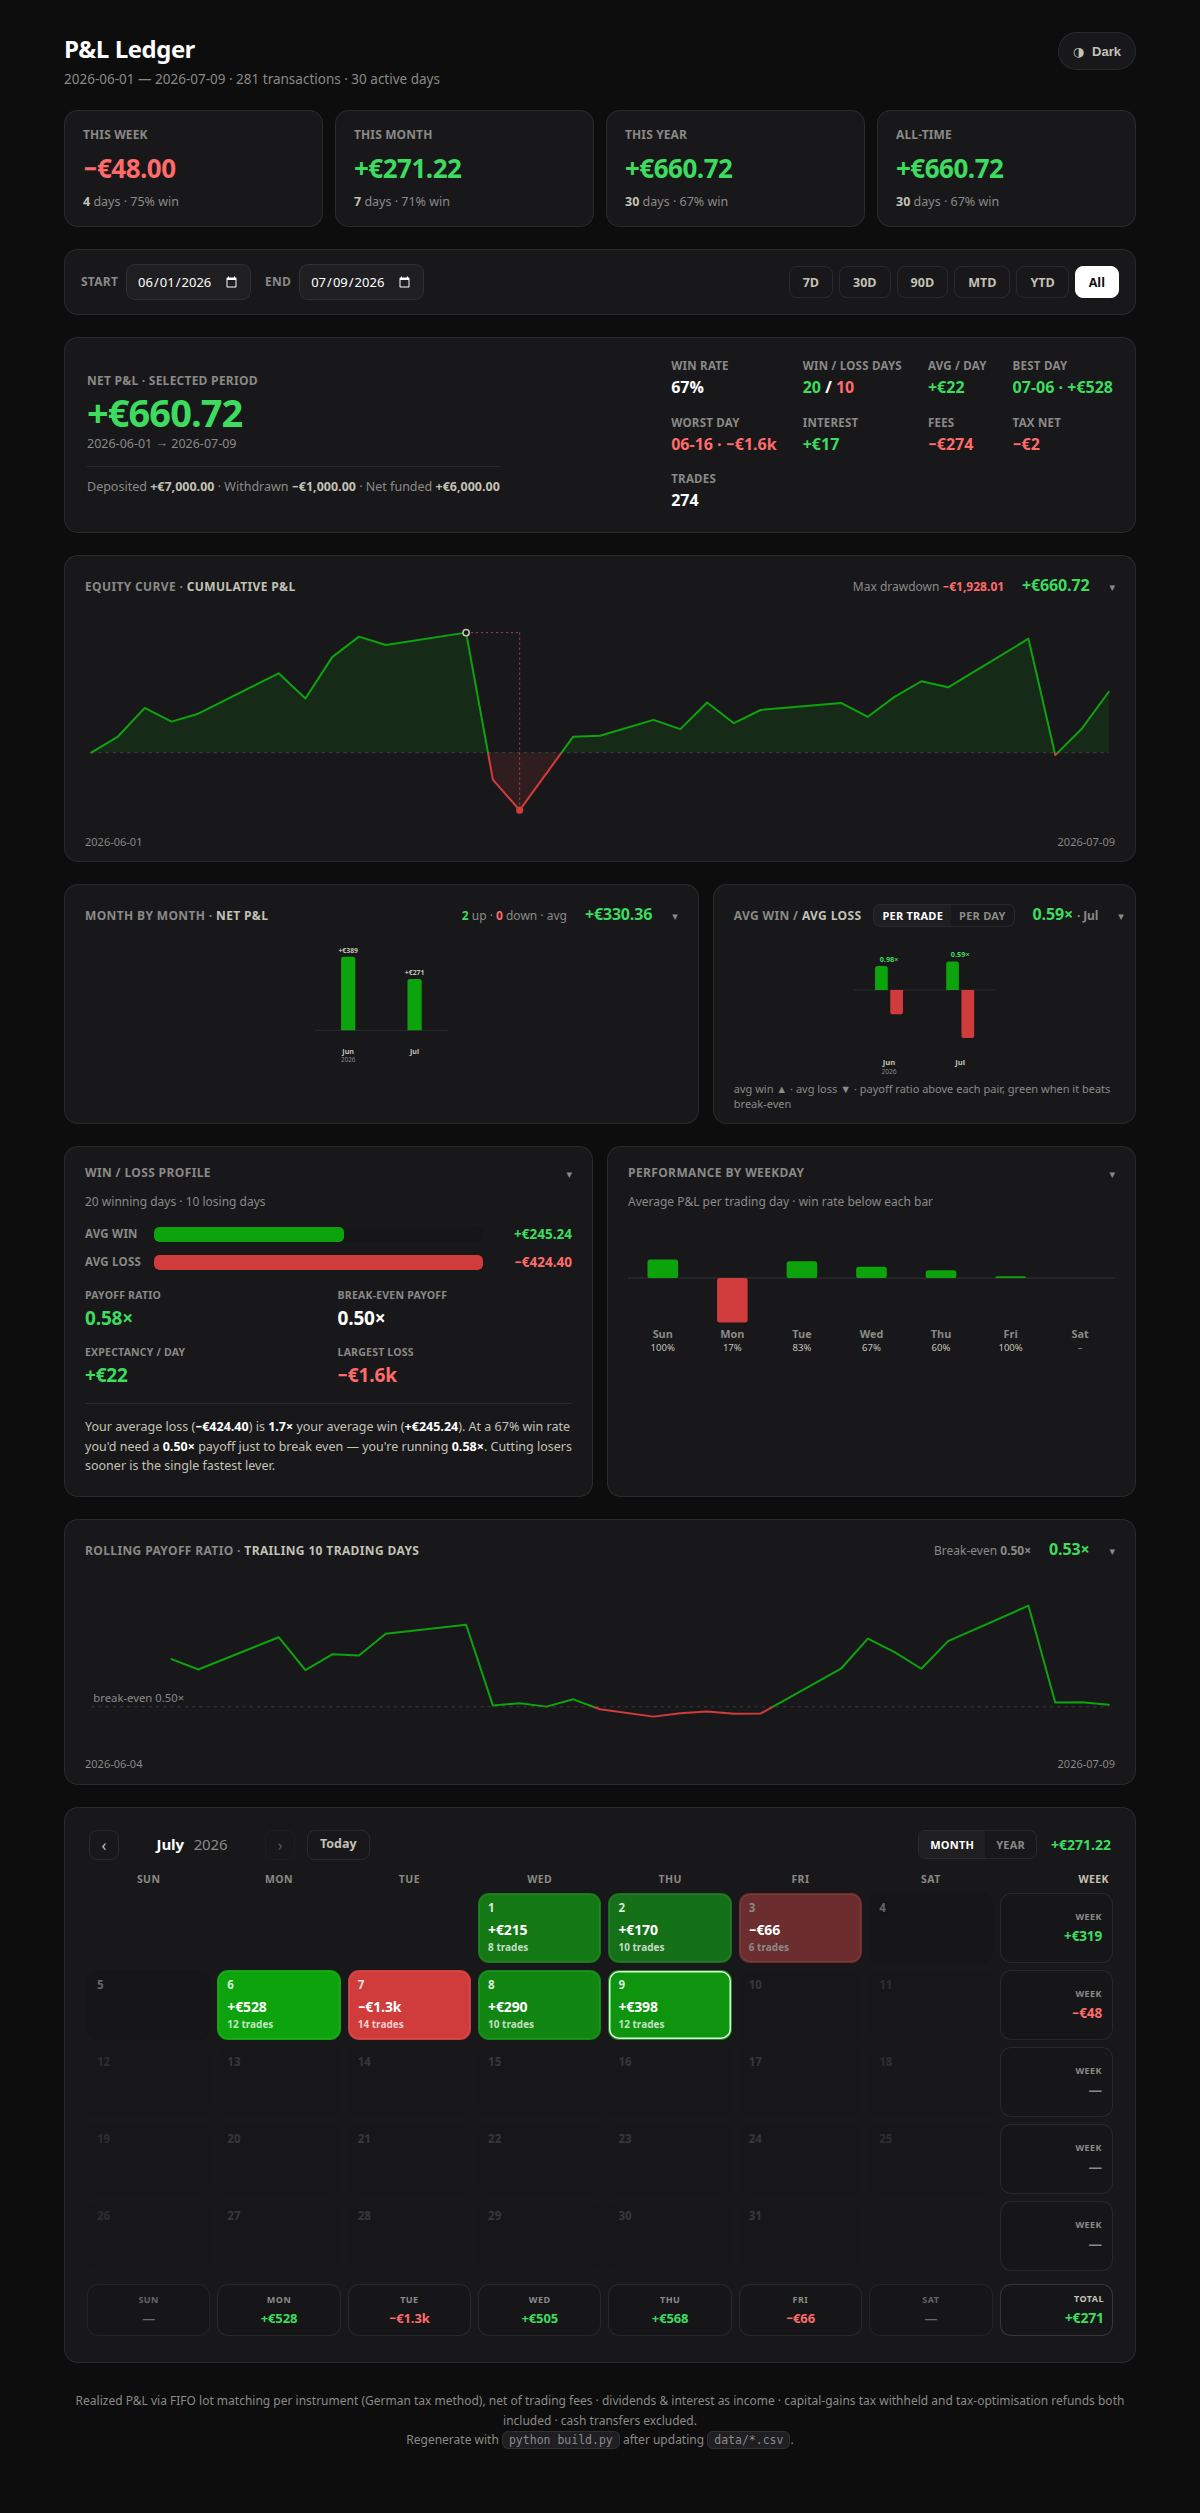 P&L Ledger
◑ Dark
2026-06-01 — 2026-07-09 · 281 transactions · 30 active days
THIS WEEK
−€48.00
4 days · 75% win
THIS MONTH
+€271.22
7 days · 71% win
THIS YEAR
+€660.72
30 days · 67% win
ALL-TIME
+€660.72
30 days · 67% win
START 06/01/2026 END 07/09/2026 7D 30D 90D MTD YTD All
NET P&L · SELECTED PERIOD
+€660.72
2026-06-01 → 2026-07-09
Deposited +€7,000.00 · Withdrawn −€1,000.00 · Net funded +€6,000.00
WIN RATE
67%
WIN / LOSS DAYS
20 / 10
AVG / DAY
+€22
BEST DAY
07-06 · +€528
WORST DAY
06-16 · −€1.6k
INTEREST
+€17
FEES
−€274
TAX NET
−€2
TRADES
274
EQUITY CURVE · CUMULATIVE P&L Max drawdown −€1,928.01 +€660.72 ▾
2026-06-01 2026-07-09
MONTH BY MONTH · NET P&L 2 up · 0 down · avg +€330.36 ▾
+€389
+€271
Jun Jul
2026
AVG WIN / AVG LOSS PER TRADE PER DAY 0.59× · Jul ▾
0.98× 0.59×
Jun Jul
2026
avg win ▲ · avg loss ▼ · payoff ratio above each pair, green when it beats
break-even
WIN / LOSS PROFILE ▾
20 winning days · 10 losing days
AVG WIN +€245.24
AVG LOSS −€424.40
PAYOFF RATIO
0.58×
BREAK-EVEN PAYOFF
0.50×
EXPECTANCY / DAY
+€22
LARGEST LOSS
−€1.6k
Your average loss (−€424.40) is 1.7× your average win (+€245.24). At a 67% win rate
you'd need a 0.50× payoff just to break even — you're running 0.58×. Cutting losers
sooner is the single fastest lever.
PERFORMANCE BY WEEKDAY ▾
Average P&L per trading day · win rate below each bar
Sun Mon Tue Wed Thu Fri Sat
100% 17% 83% 67% 60% 100% –
ROLLING PAYOFF RATIO · TRAILING 10 TRADING DAYS Break-even 0.50× 0.53× ▾
break-even 0.50×
2026-06-04 2026-07-09
‹ July 2026 › Today MONTH YEAR +€271.22
SUN MON TUE WED THU FRI SAT WEEK
1
+€215
8 trades
2
+€170
10 trades
3
−€66
6 trades
4
WEEK
+€319
5
6
+€528
12 trades
7
−€1.3k
14 trades
8
+€290
10 trades
9
+€398
12 trades
10
11
WEEK
−€48
12 13 14 15 16 17 18
WEEK
—
19 20 21 22 23 24 25
WEEK
—
26 27 28 29 30 31
WEEK
—
SUN
—
MON
+€528
TUE
−€1.3k
WED
+€505
THU
+€568
FRI
−€66
SAT
—
TOTAL
+€271
Realized P&L via FIFO lot matching per instrument (German tax method), net of trading fees · dividends & interest as income · capital-gains tax withheld and tax-optimisation refunds both
included · cash transfers excluded.
Regenerate with python build.py after updating data/*.csv.